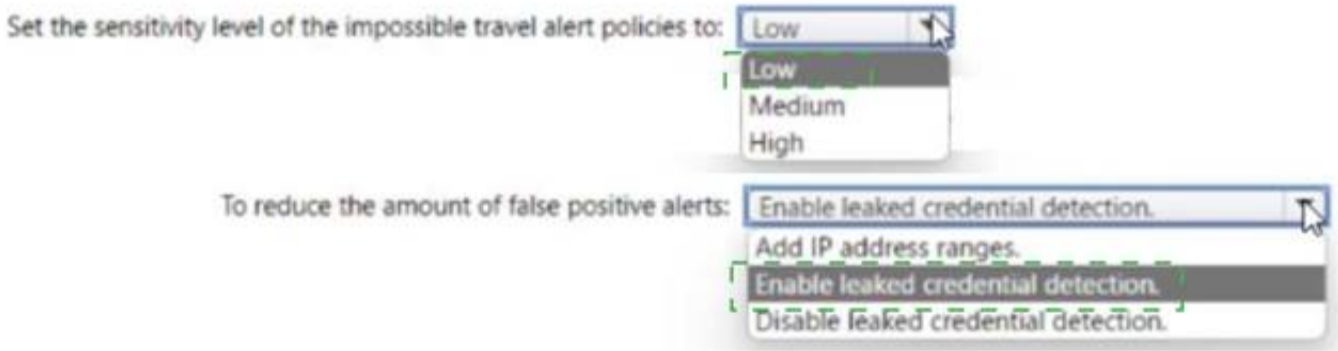 Set the sensitivity level of the impossible travel alert policies to: Low
Low
Medium
High
To reduce the amount of false positive alerts: Enable leaked credential detection.
Add IP address ranges.
Enable leaked credential detection.
Disable leaked credential detection.